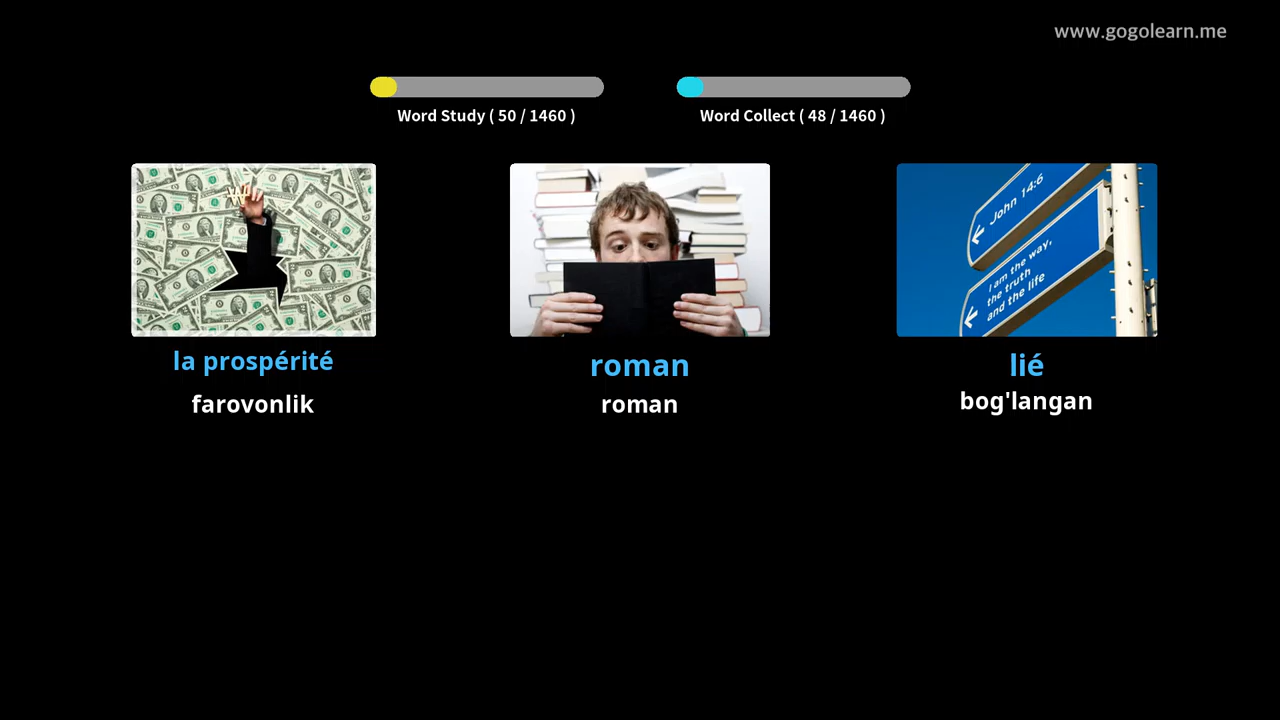 www.gogolearn.me
Word Study ( 50 / 1460 )
Word Collect ( 48 / 1460 )
John 14:6
I am the way,
the truth
and the life
la prospérité
roman
lié
farovonlik
roman
bog'langan